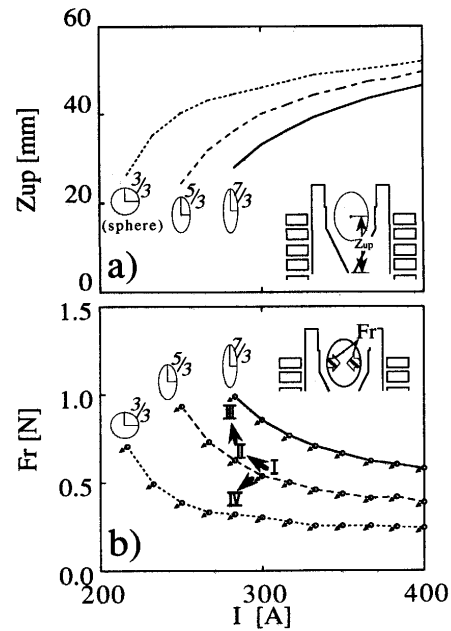 60
40
20
0
Zup [mm]
3/3
(sphere)
5/3
7/3
Zup
a)
1.5
1.0
0.5
0.0
Fr [N]
7/3
Fr
5/3
3/3
III
II
I
IV
b)
200
300
400
I [A]